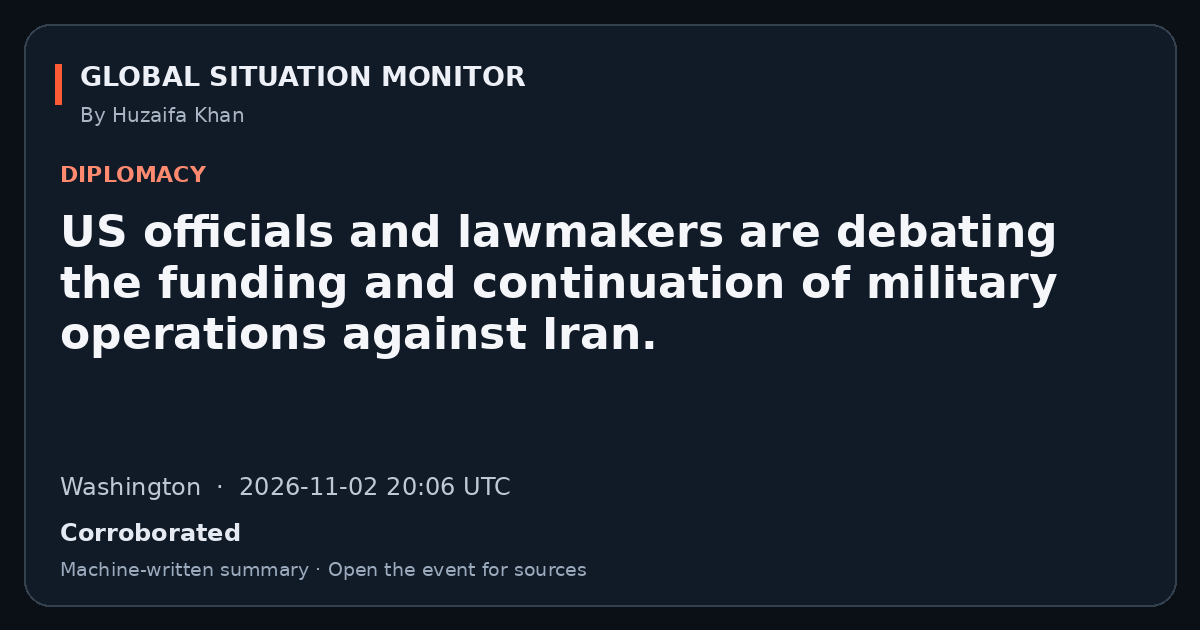 GLOBAL SITUATION MONITOR
By Huzaifa Khan
DIPLOMACY
US officials and lawmakers are debating
the funding and continuation of military
operations against Iran.
Washington · 2026-11-02 20:06 UTC
Corroborated
Machine-written summary · Open the event for sources